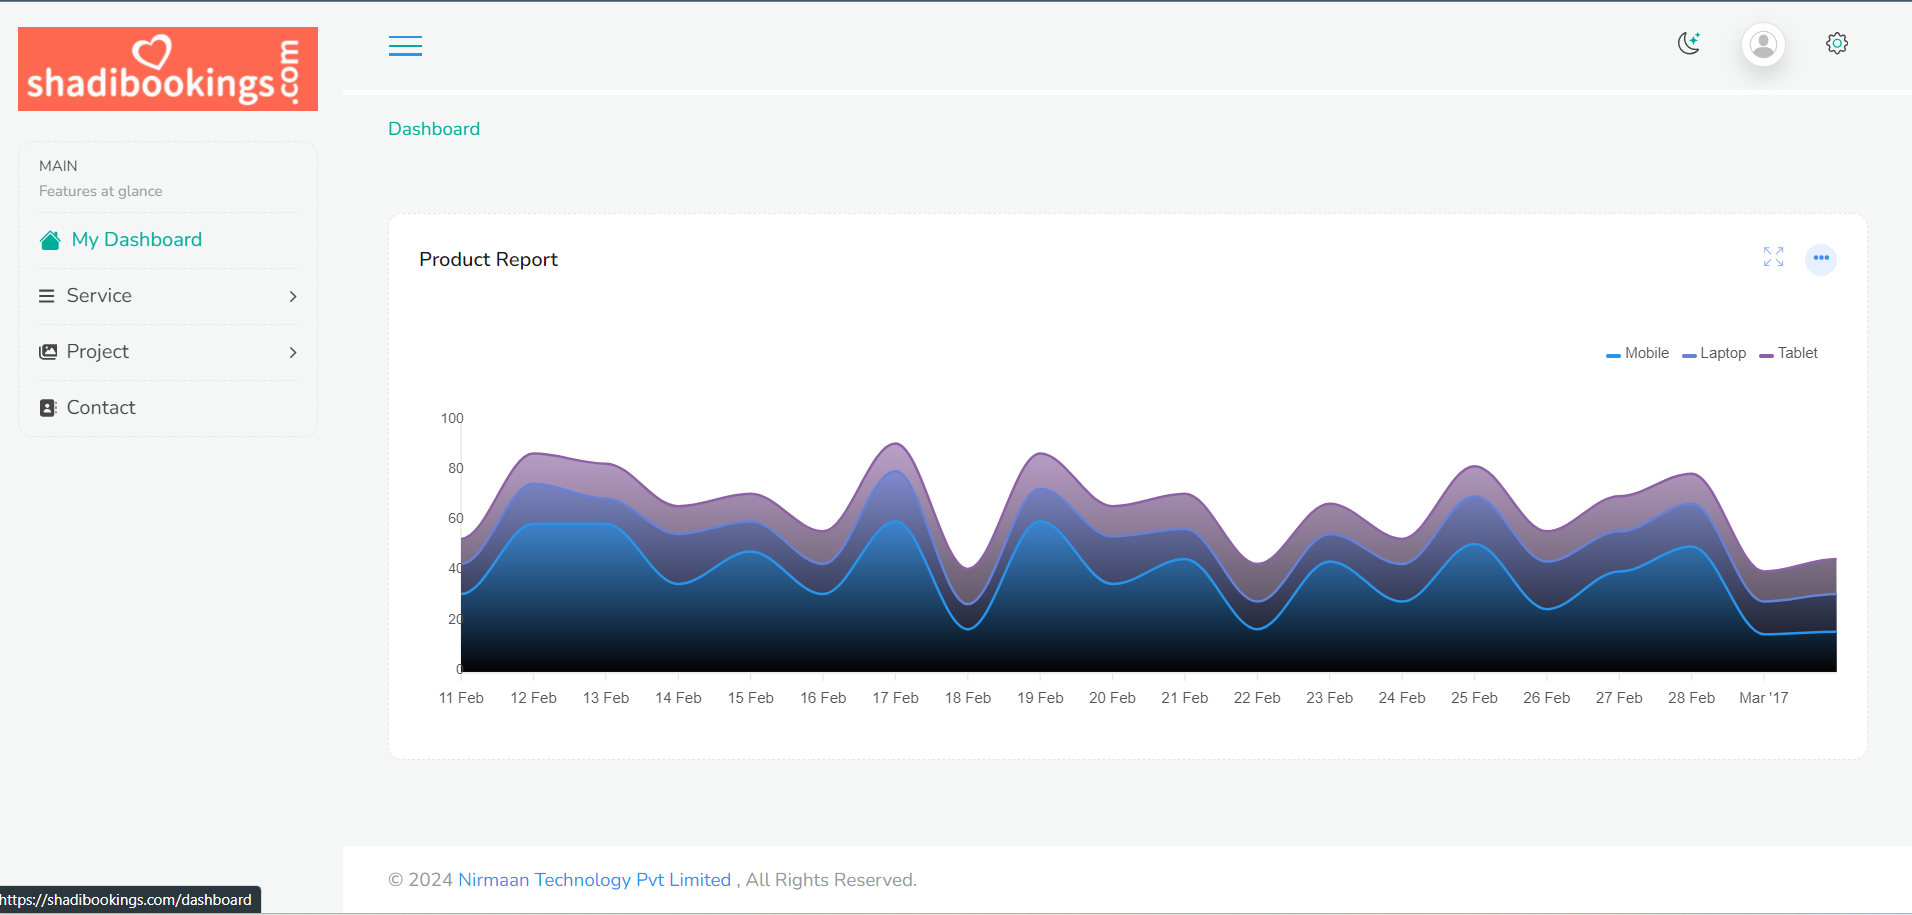 shadibookings.com
MAIN
Features at glance
My Dashboard
Service
Project
Contact
Dashboard
Product Report
Mobile Laptop Tablet
100
80
60
40
20
0
11 Feb 12 Feb 13 Feb 14 Feb 15 Feb 16 Feb 17 Feb 18 Feb 19 Feb 20 Feb 21 Feb 22 Feb 23 Feb 24 Feb 25 Feb 26 Feb 27 Feb 28 Feb Mar '17
© 2024 Nirmaan Technology Pvt Limited , All Rights Reserved.
https://shadibookings.com/dashboard